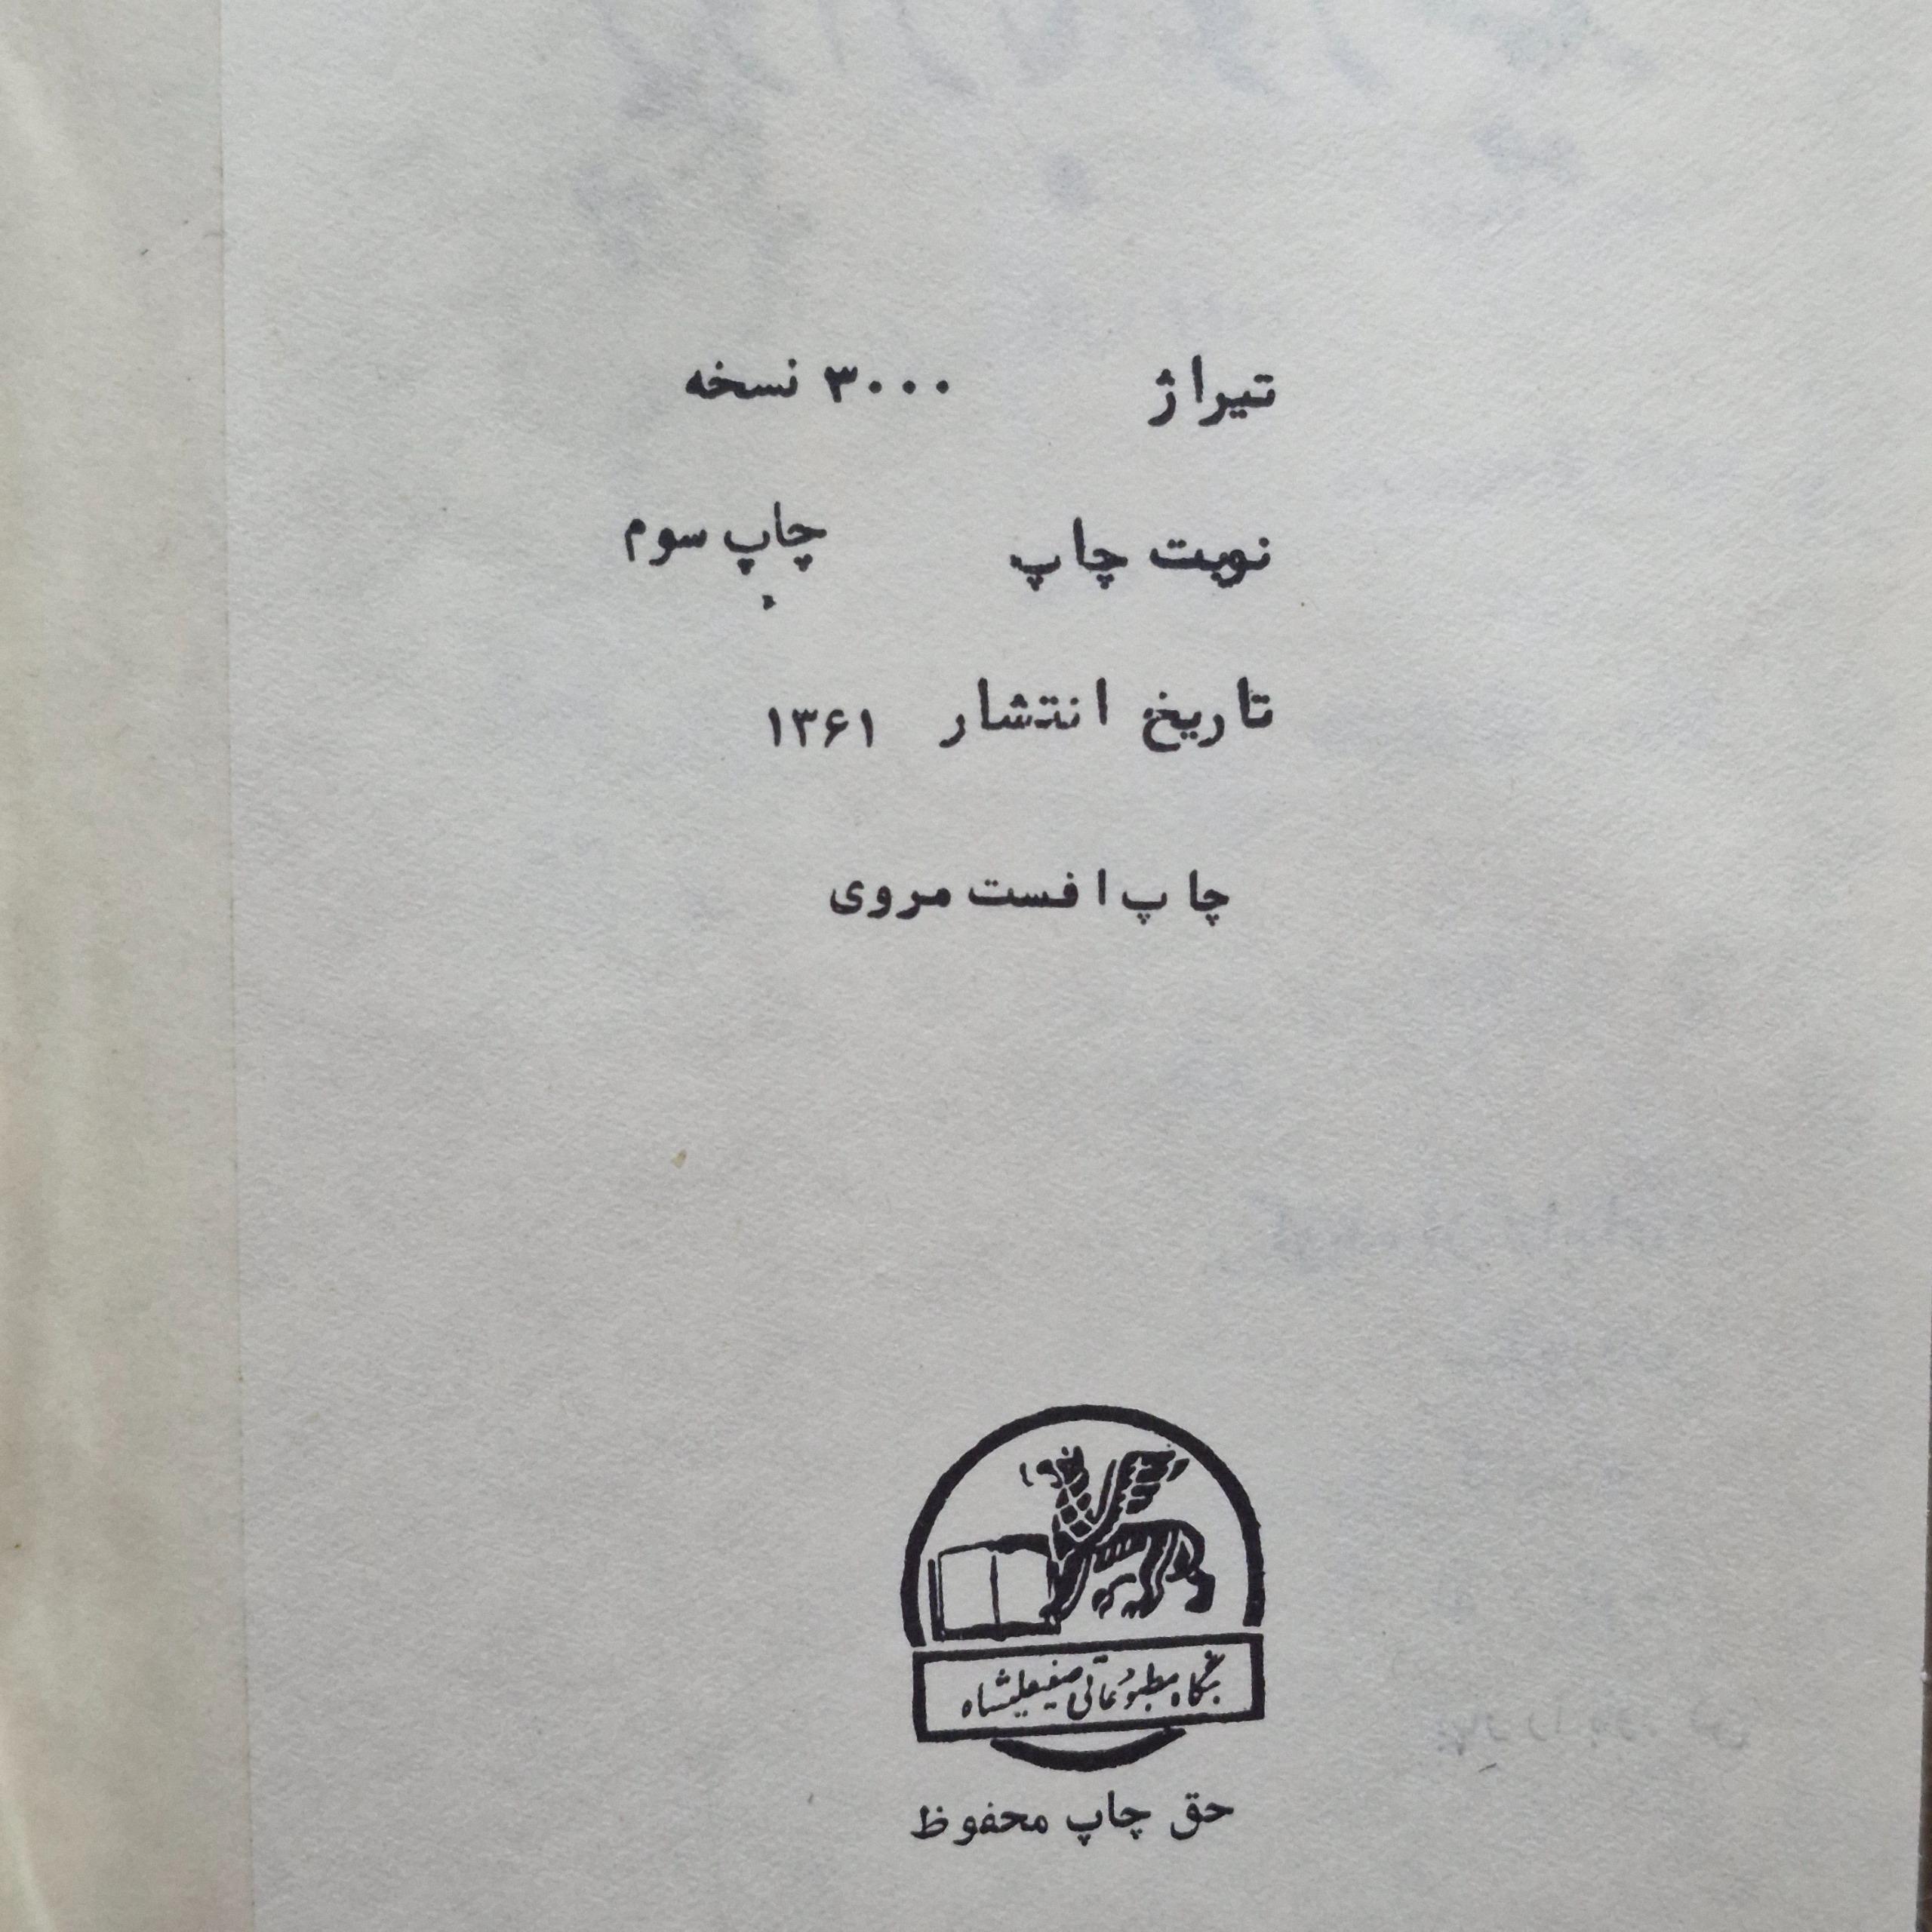 تیراژ ۳۰۰۰ نسخه
نوبت چاپ چاپ سوم
تاریخ انتشار ۱۳۶۱
چاپ افست مروی
بنگاه مطبوعاتی صفیعلیشاه
حق چاپ محفوظ